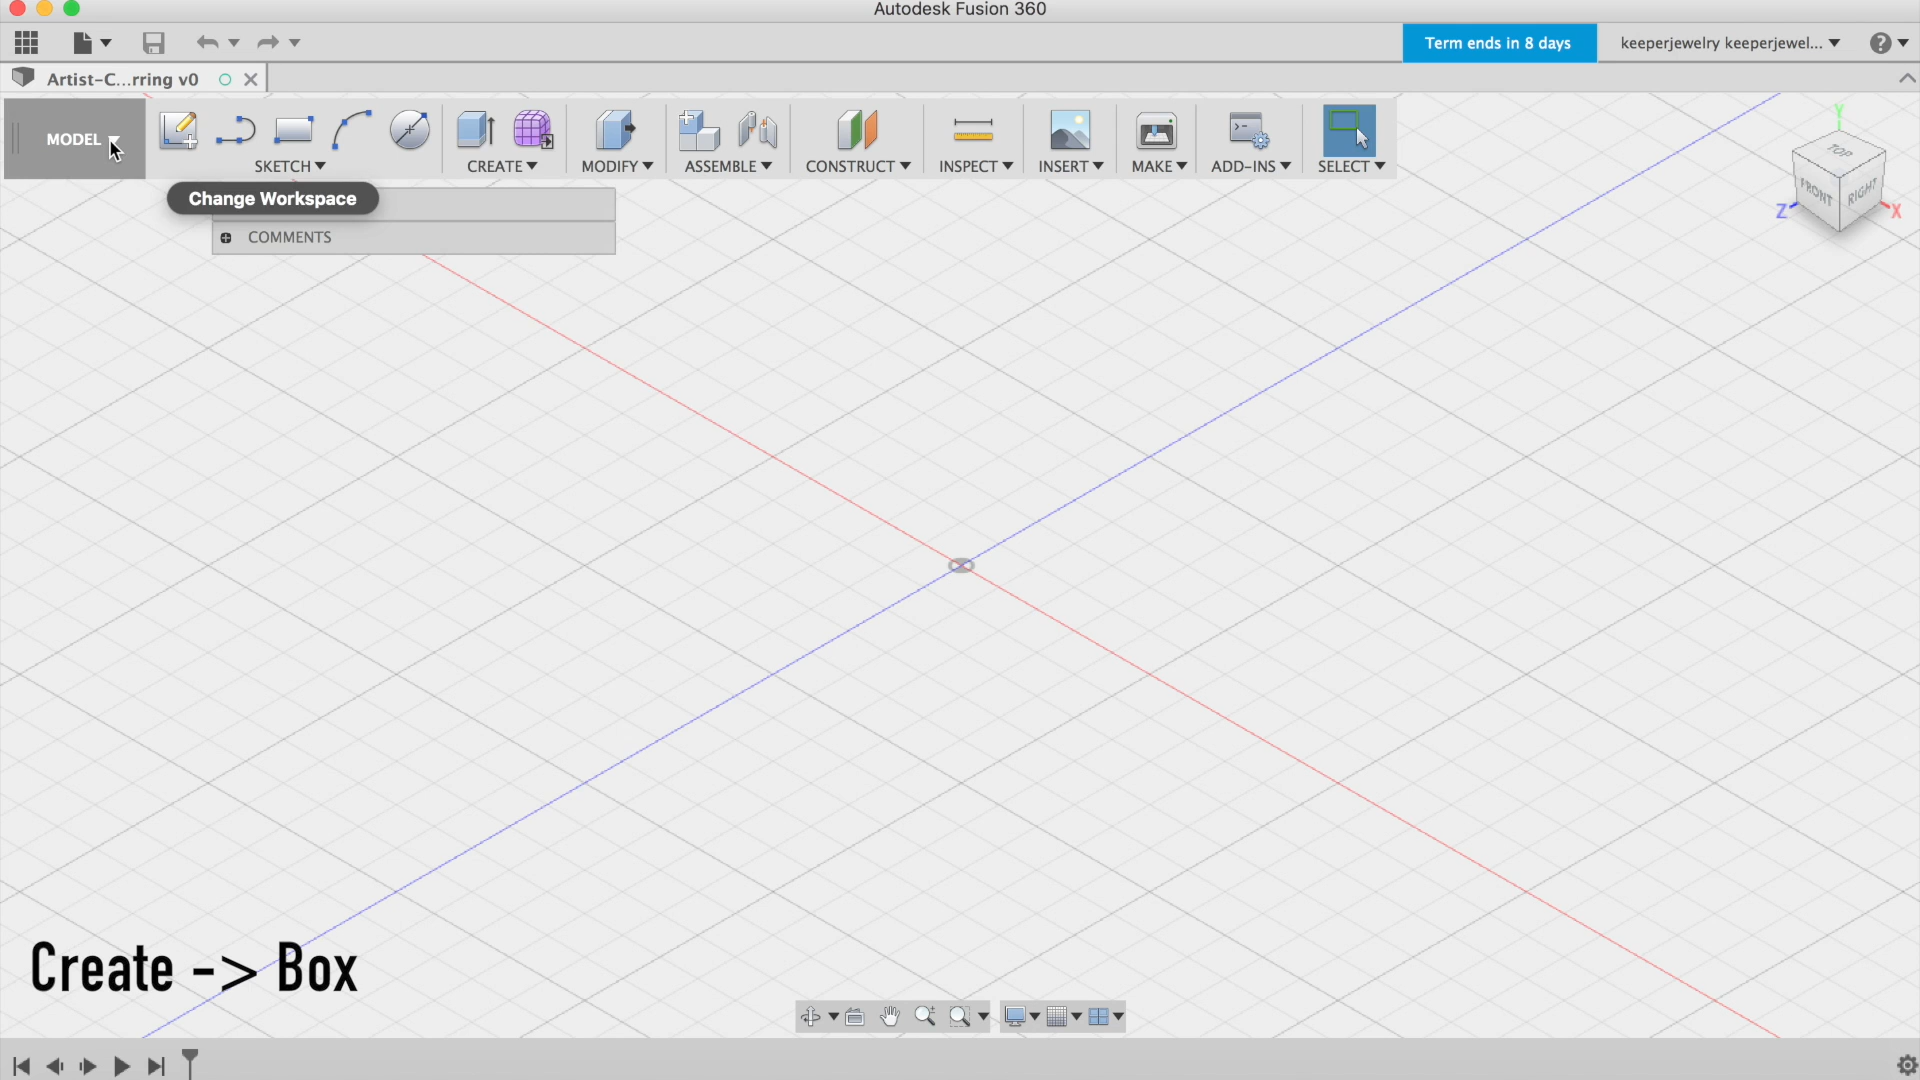 Autodesk Fusion 360
Term ends in 8 days
keeperjewelry keeperjewel...
Artist-C...rring v0
MODEL
SKETCH
CREATE
MODIFY
ASSEMBLE
CONSTRUCT
INSPECT
INSERT
MAKE
ADD-INS
SELECT
Change Workspace
COMMENTS
Y
TOP
FRONT
RIGHT
Z
X
Create -> Box